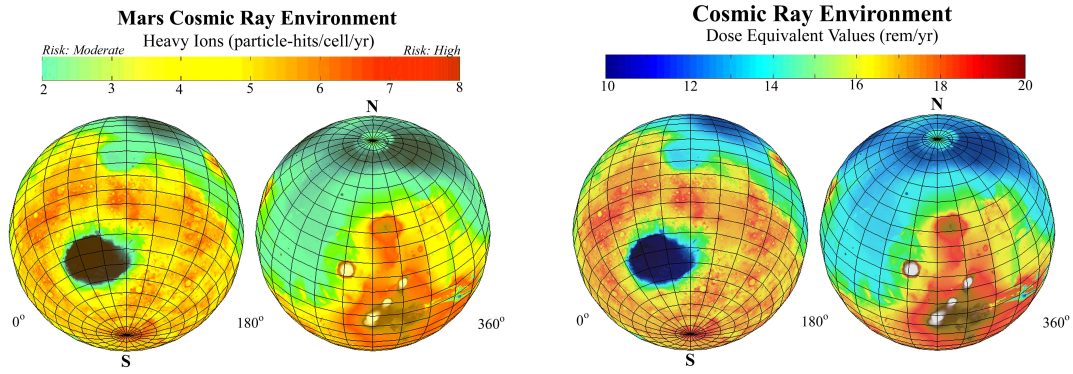 Mars Cosmic Ray Environment
Heavy Ions (particle-hits/cell/yr)
Risk: Moderate
Risk: High
2 3 4 5 6 7 8
N
0° 180° 360°
S
Cosmic Ray Environment
Dose Equivalent Values (rem/yr)
10 12 14 16 18 20
N
0° 180° 360°
S